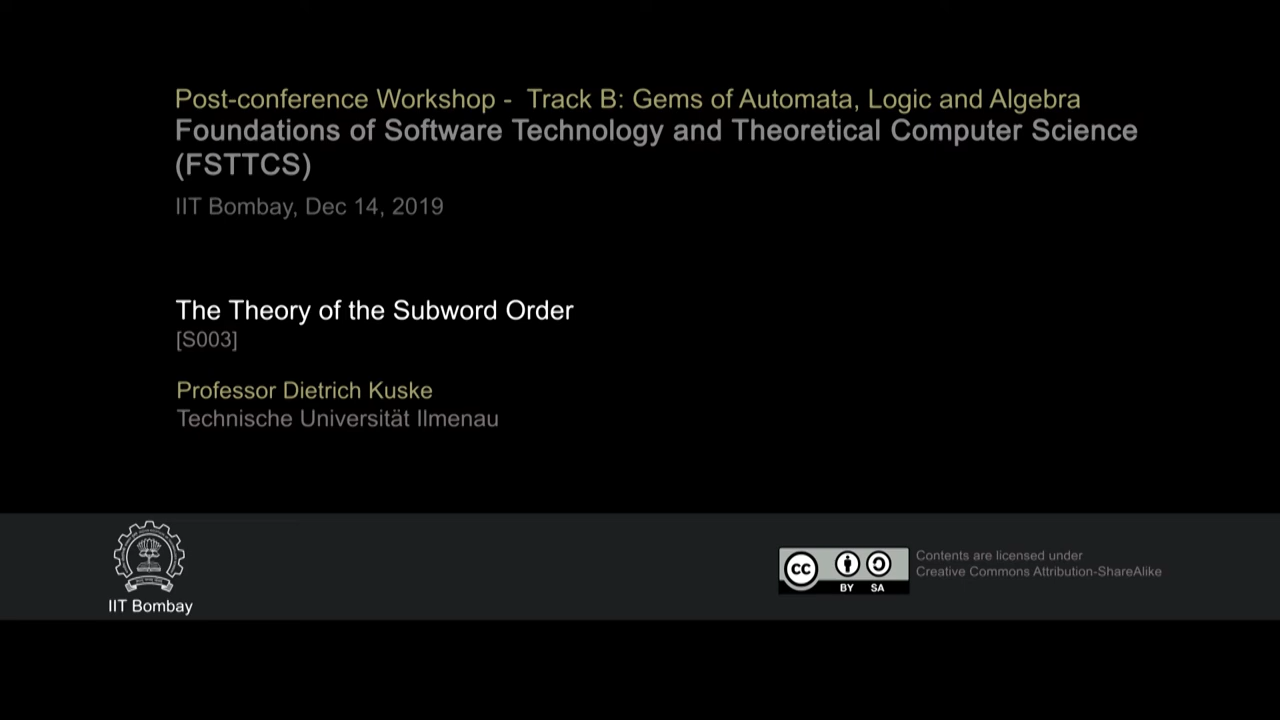 Post-conference Workshop - Track B: Gems of Automata, Logic and Algebra
Foundations of Software Technology and Theoretical Computer Science
(FSTTCS)
IIT Bombay, Dec 14, 2019
The Theory of the Subword Order
[S003]
Professor Dietrich Kuske
Technische Universität Ilmenau
IIT Bombay
cc
BY SA
Contents are licensed under
Creative Commons Attribution-ShareAlike